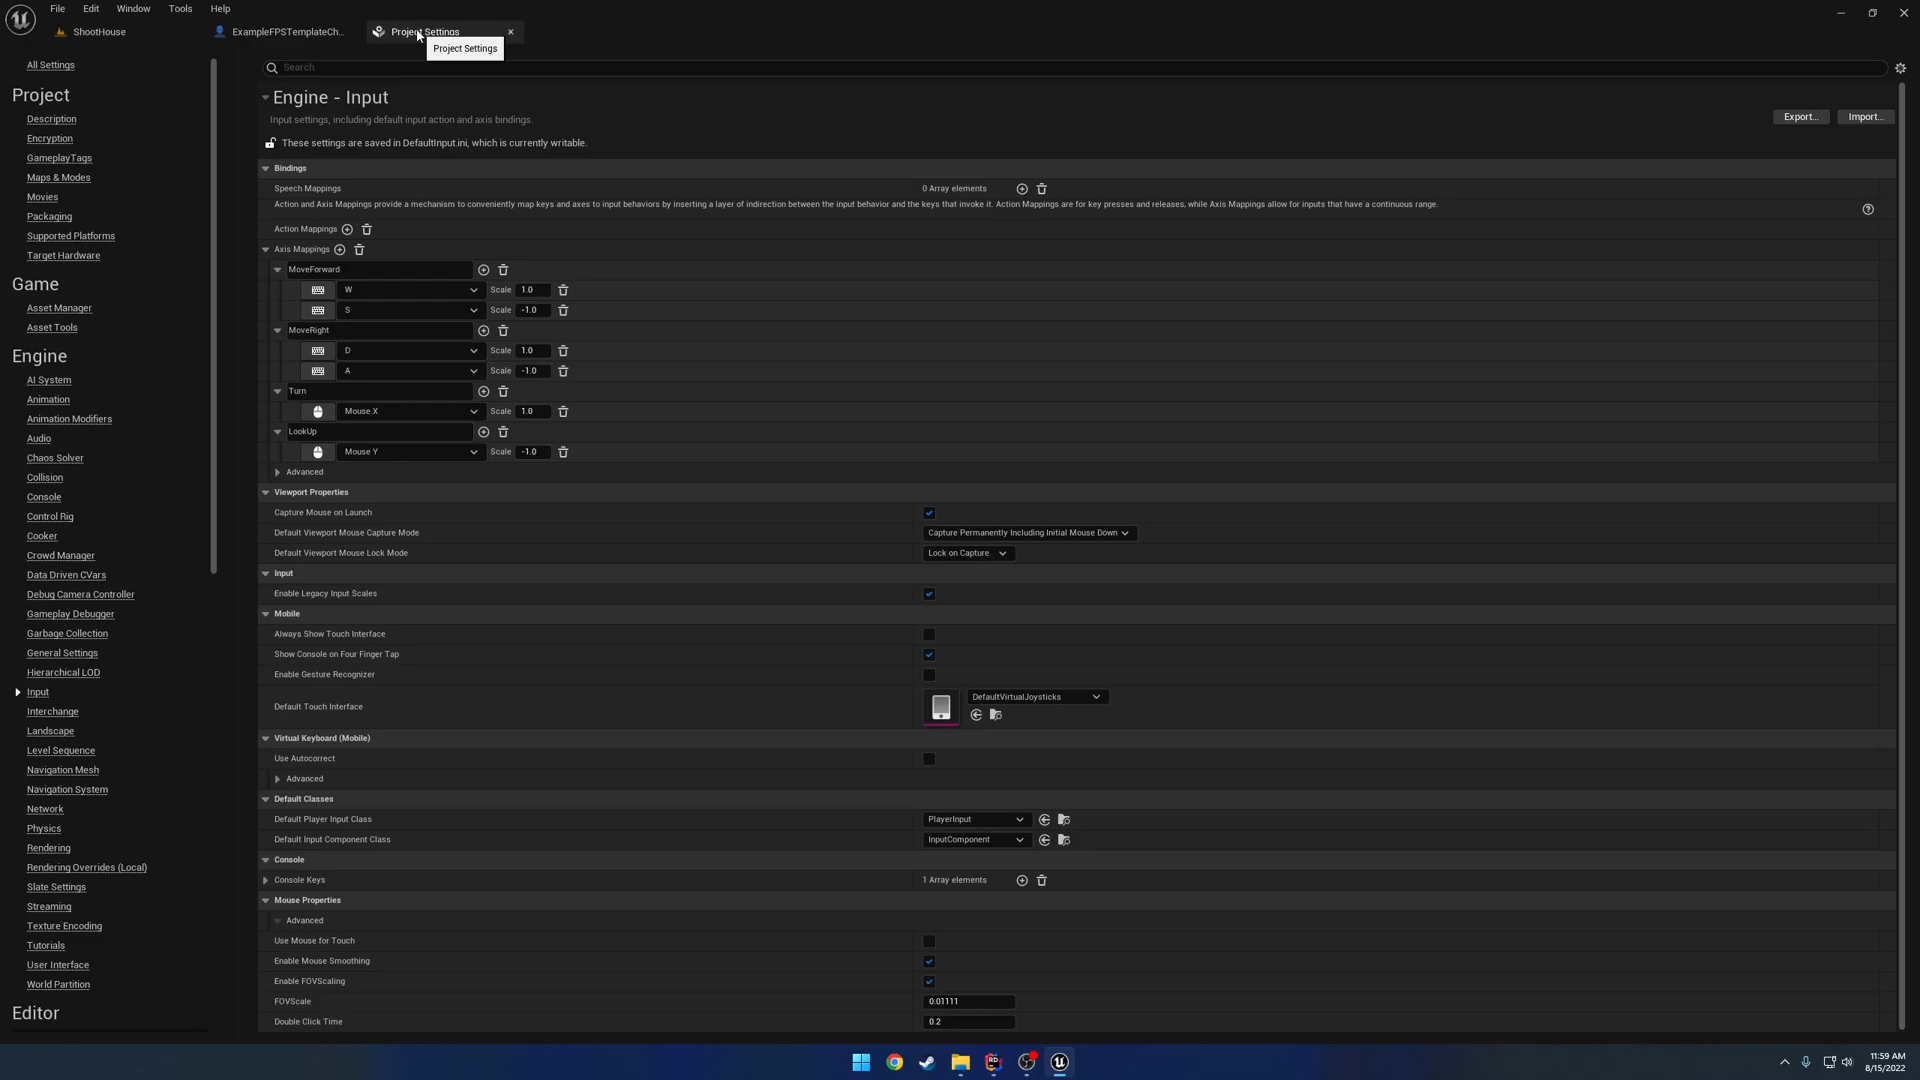 File Edit Window Tools Help
ShootHouse ExampleFPSTemplateCh... Project Settings
Project Settings
Search
All Settings
Project
Description
Encryption
GameplayTags
Maps & Modes
Movies
Packaging
Supported Platforms
Target Hardware
Game
Asset Manager
Asset Tools
Engine
AI System
Animation
Animation Modifiers
Audio
Chaos Solver
Collision
Console
Control Rig
Cooker
Crowd Manager
Data Driven CVars
Debug Camera Controller
Gameplay Debugger
Garbage Collection
General Settings
Hierarchical LOD
Input
Interchange
Landscape
Level Sequence
Navigation Mesh
Navigation System
Network
Physics
Rendering
Rendering Overrides (Local)
Slate Settings
Streaming
Texture Encoding
Tutorials
User Interface
World Partition
Editor
Engine - Input
Input settings, including default input action and axis bindings.
Export... Import...
These settings are saved in DefaultInput.ini, which is currently writable.
Bindings
Speech Mappings 0 Array elements
Action and Axis Mappings provide a mechanism to conveniently map keys and axes to input behaviors by inserting a layer of indirection between the input behavior and the keys that invoke it. Action Mappings are for key presses and releases, while Axis Mappings allow for inputs that have a continuous range.
Action Mappings
Axis Mappings
MoveForward
W Scale 1.0
S Scale -1.0
MoveRight
D Scale 1.0
A Scale -1.0
Turn
Mouse X Scale 1.0
LookUp
Mouse Y Scale -1.0
Advanced
Viewport Properties
Capture Mouse on Launch
Default Viewport Mouse Capture Mode Capture Permanently Including Initial Mouse Down
Default Viewport Mouse Lock Mode Lock on Capture
Input
Enable Legacy Input Scales
Mobile
Always Show Touch Interface
Show Console on Four Finger Tap
Enable Gesture Recognizer
Default Touch Interface DefaultVirtualJoysticks
Virtual Keyboard (Mobile)
Use Autocorrect
Advanced
Default Classes
Default Player Input Class PlayerInput
Default Input Component Class InputComponent
Console
Console Keys 1 Array elements
Mouse Properties
Advanced
Use Mouse for Touch
Enable Mouse Smoothing
Enable FOVScaling
FOVScale 0.01111
Double Click Time 0.2
RD
11:59 AM
8/15/2022